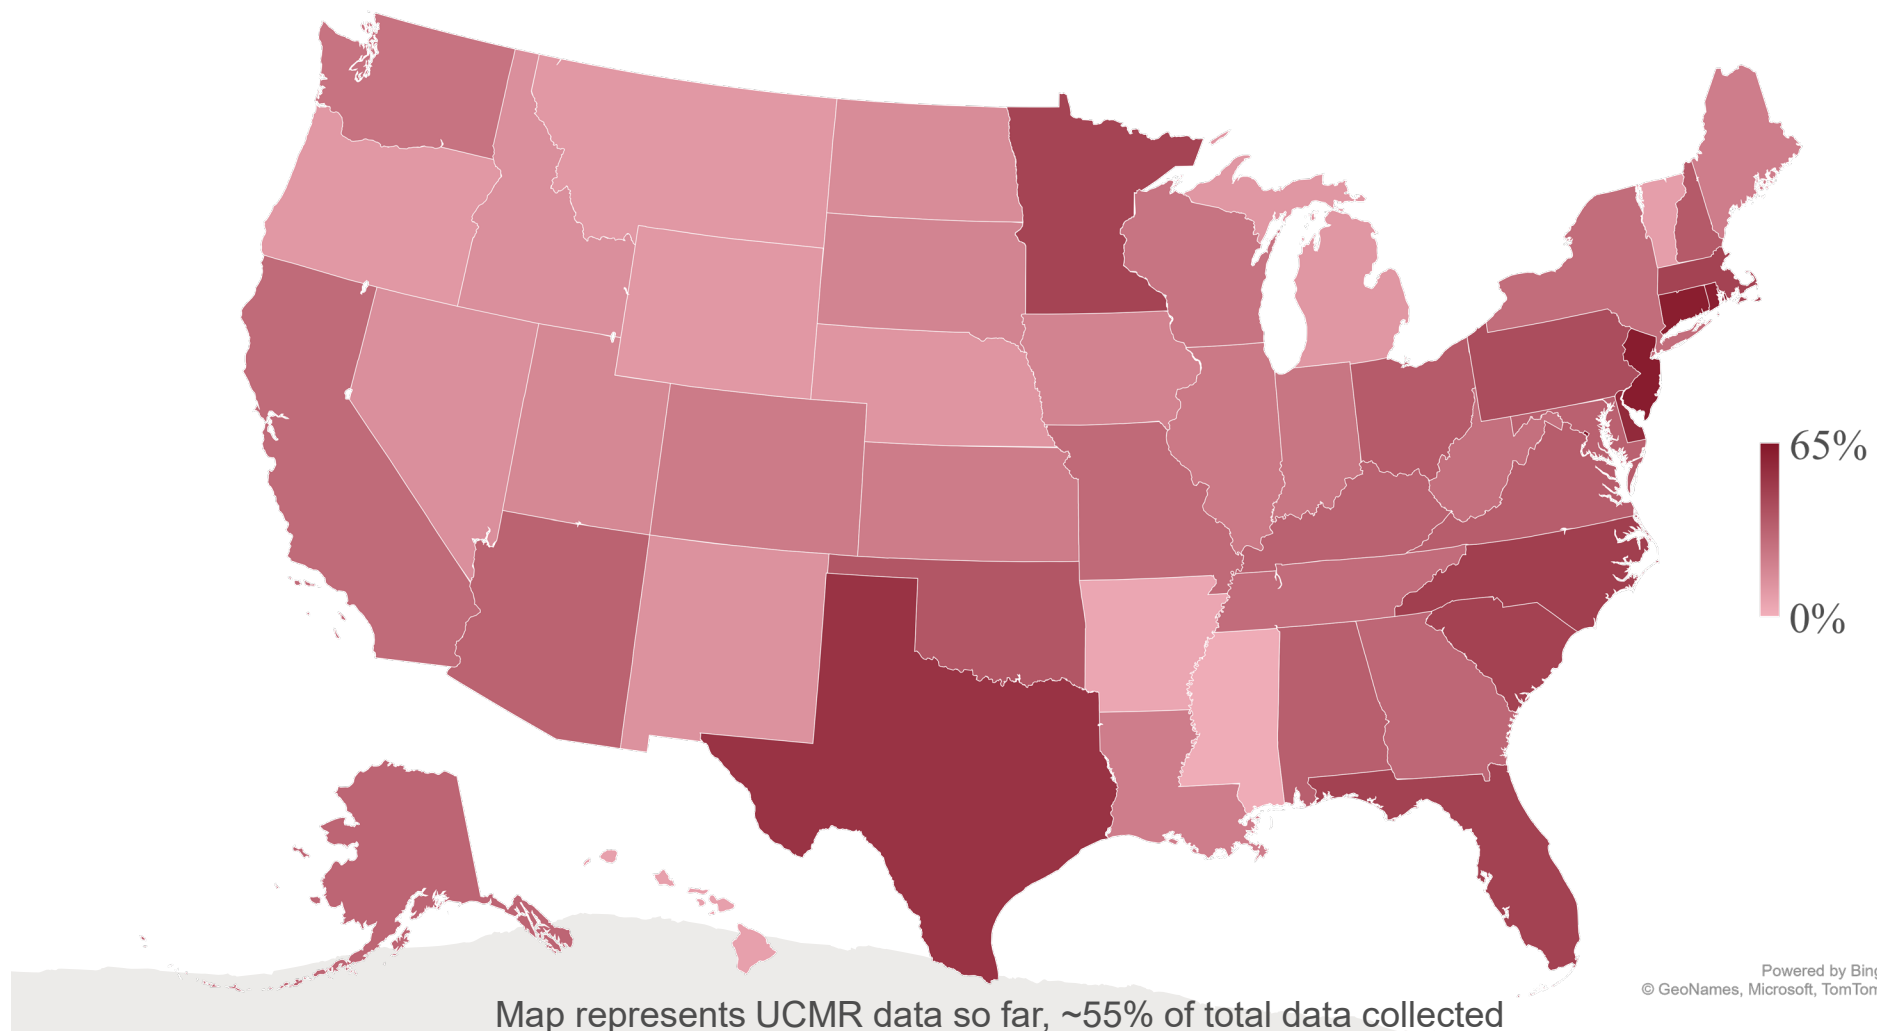 65%
0%
Powered by Bing
© GeoNames, Microsoft, TomTom
Map represents UCMR data so far, ~55% of total data collected